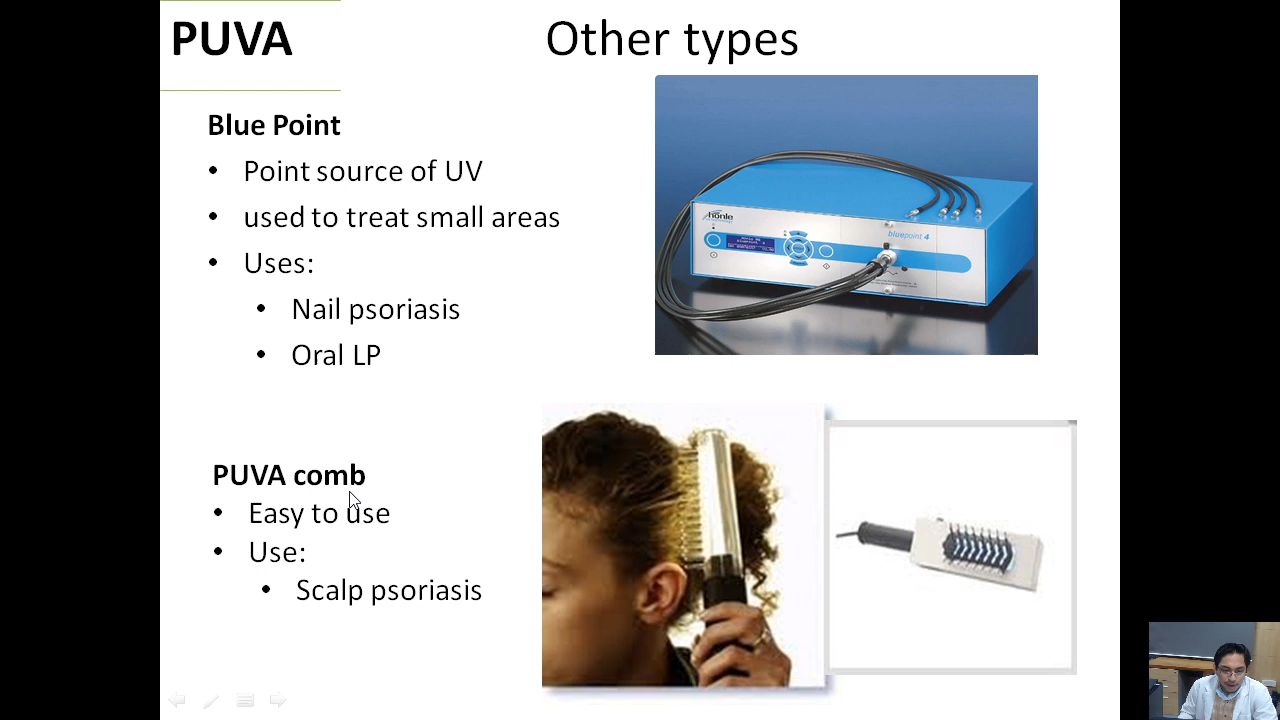 PUVA
Other types
Blue Point
• Point source of UV
• used to treat small areas
• Uses:
• Nail psoriasis
• Oral LP
hönle
bluepoint 4
PUVA comb
• Easy to use
• Use:
• Scalp psoriasis